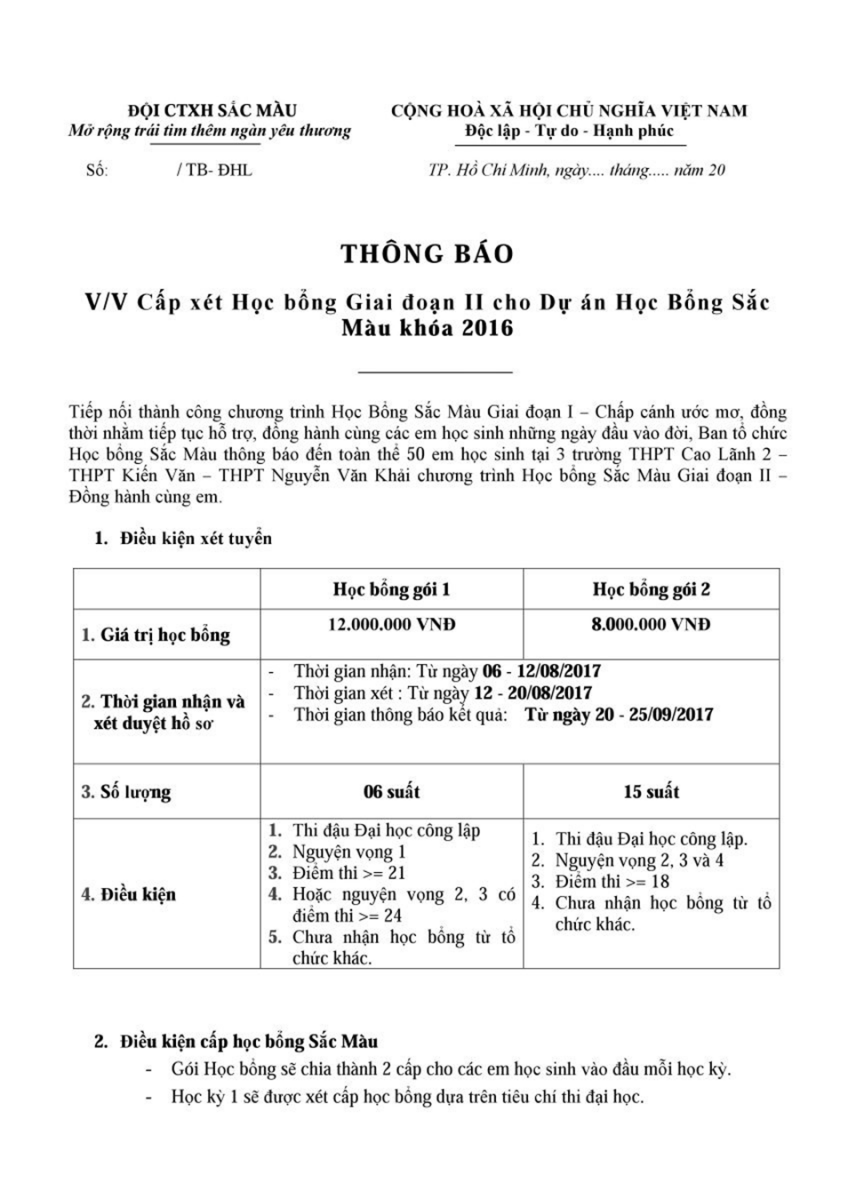 ĐỘI CTXH SẮC MÀU
Mở rộng trái tim thêm ngàn yêu thương
CỘNG HOÀ XÃ HỘI CHỦ NGHĨA VIỆT NAM
Độc lập - Tự do - Hạnh phúc
Số: / TB- ĐHL
TP. Hồ Chí Minh, ngày.... tháng..... năm 20
THÔNG BÁO
V/V Cấp xét Học bổng Giai đoạn II cho Dự án Học Bổng Sắc
Màu khóa 2016
Tiếp nối thành công chương trình Học Bổng Sắc Màu Giai đoạn I – Chấp cánh ước mơ, đồng
thời nhằm tiếp tục hỗ trợ, đồng hành cùng các em học sinh những ngày đầu vào đời, Ban tổ chức
Học bổng Sắc Màu thông báo đến toàn thể 50 em học sinh tại 3 trường THPT Cao Lãnh 2 –
THPT Kiến Văn – THPT Nguyễn Văn Khải chương trình Học bổng Sắc Màu Giai đoạn II –
Đồng hành cùng em.
1. Điều kiện xét tuyển
Học bổng gói 1
Học bổng gói 2
1. Giá trị học bổng
12.000.000 VNĐ
8.000.000 VNĐ
2. Thời gian nhận và
xét duyệt hồ sơ
- Thời gian nhận: Từ ngày 06 - 12/08/2017
- Thời gian xét : Từ ngày 12 - 20/08/2017
- Thời gian thông báo kết quả: Từ ngày 20 - 25/09/2017
3. Số lượng
06 suất
15 suất
4. Điều kiện
1. Thi đậu Đại học công lập
2. Nguyện vọng 1
3. Điểm thi >= 21
4. Hoặc nguyện vọng 2, 3 có
điểm thi >= 24
5. Chưa nhận học bổng từ tổ
chức khác.
1. Thi đậu Đại học công lập.
2. Nguyện vọng 2, 3 và 4
3. Điểm thi >= 18
4. Chưa nhận học bổng từ tổ
chức khác.
2. Điều kiện cấp học bổng Sắc Màu
- Gói Học bổng sẽ chia thành 2 cấp cho các em học sinh vào đầu mỗi học kỳ.
- Học kỳ 1 sẽ được xét cấp học bổng dựa trên tiêu chí thi đại học.